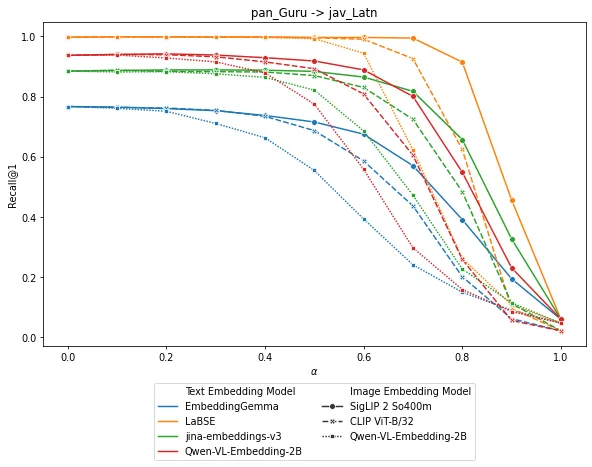 pan_Guru -> jav_Latn
Recall@1
1.0
0.8
0.6
0.4
0.2
0.0
0.0 0.2 0.4 0.6 0.8 1.0
α
Text Embedding Model
EmbeddingGemma
LaBSE
jina-embeddings-v3
Qwen-VL-Embedding-2B
Image Embedding Model
SigLIP 2 So400m
CLIP ViT-B/32
Qwen-VL-Embedding-2B